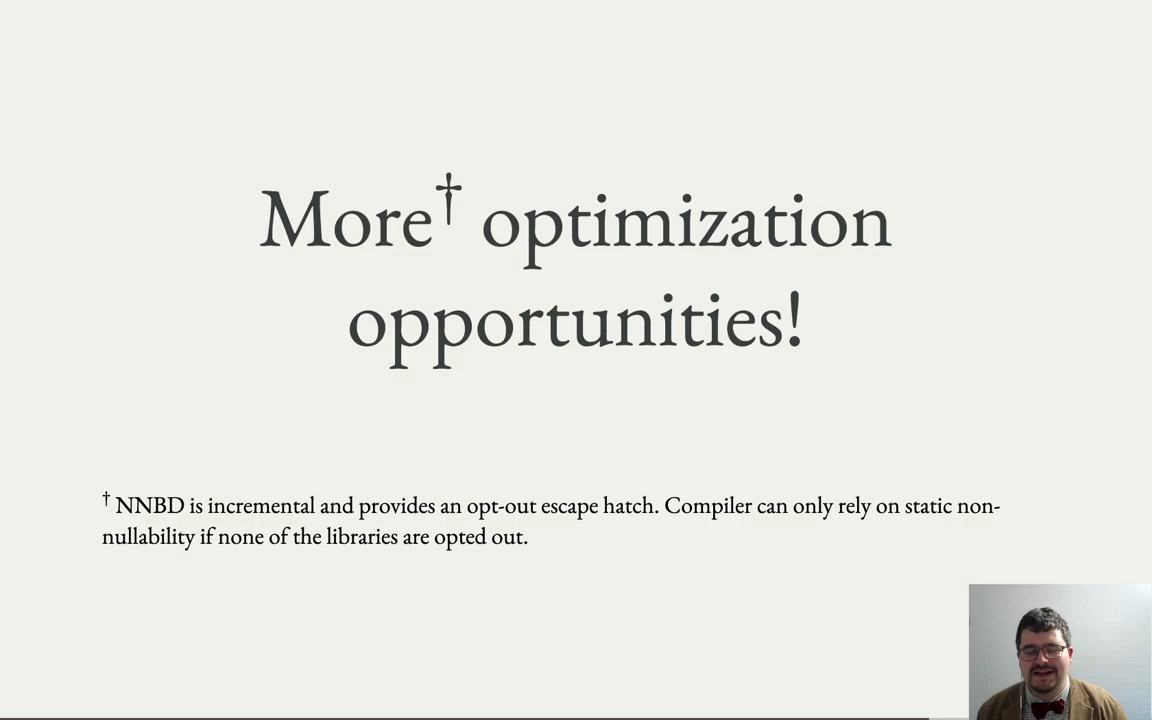 More† optimization
opportunities!
† NNBD is incremental and provides an opt-out escape hatch. Compiler can only rely on static non-
nullability if none of the libraries are opted out.